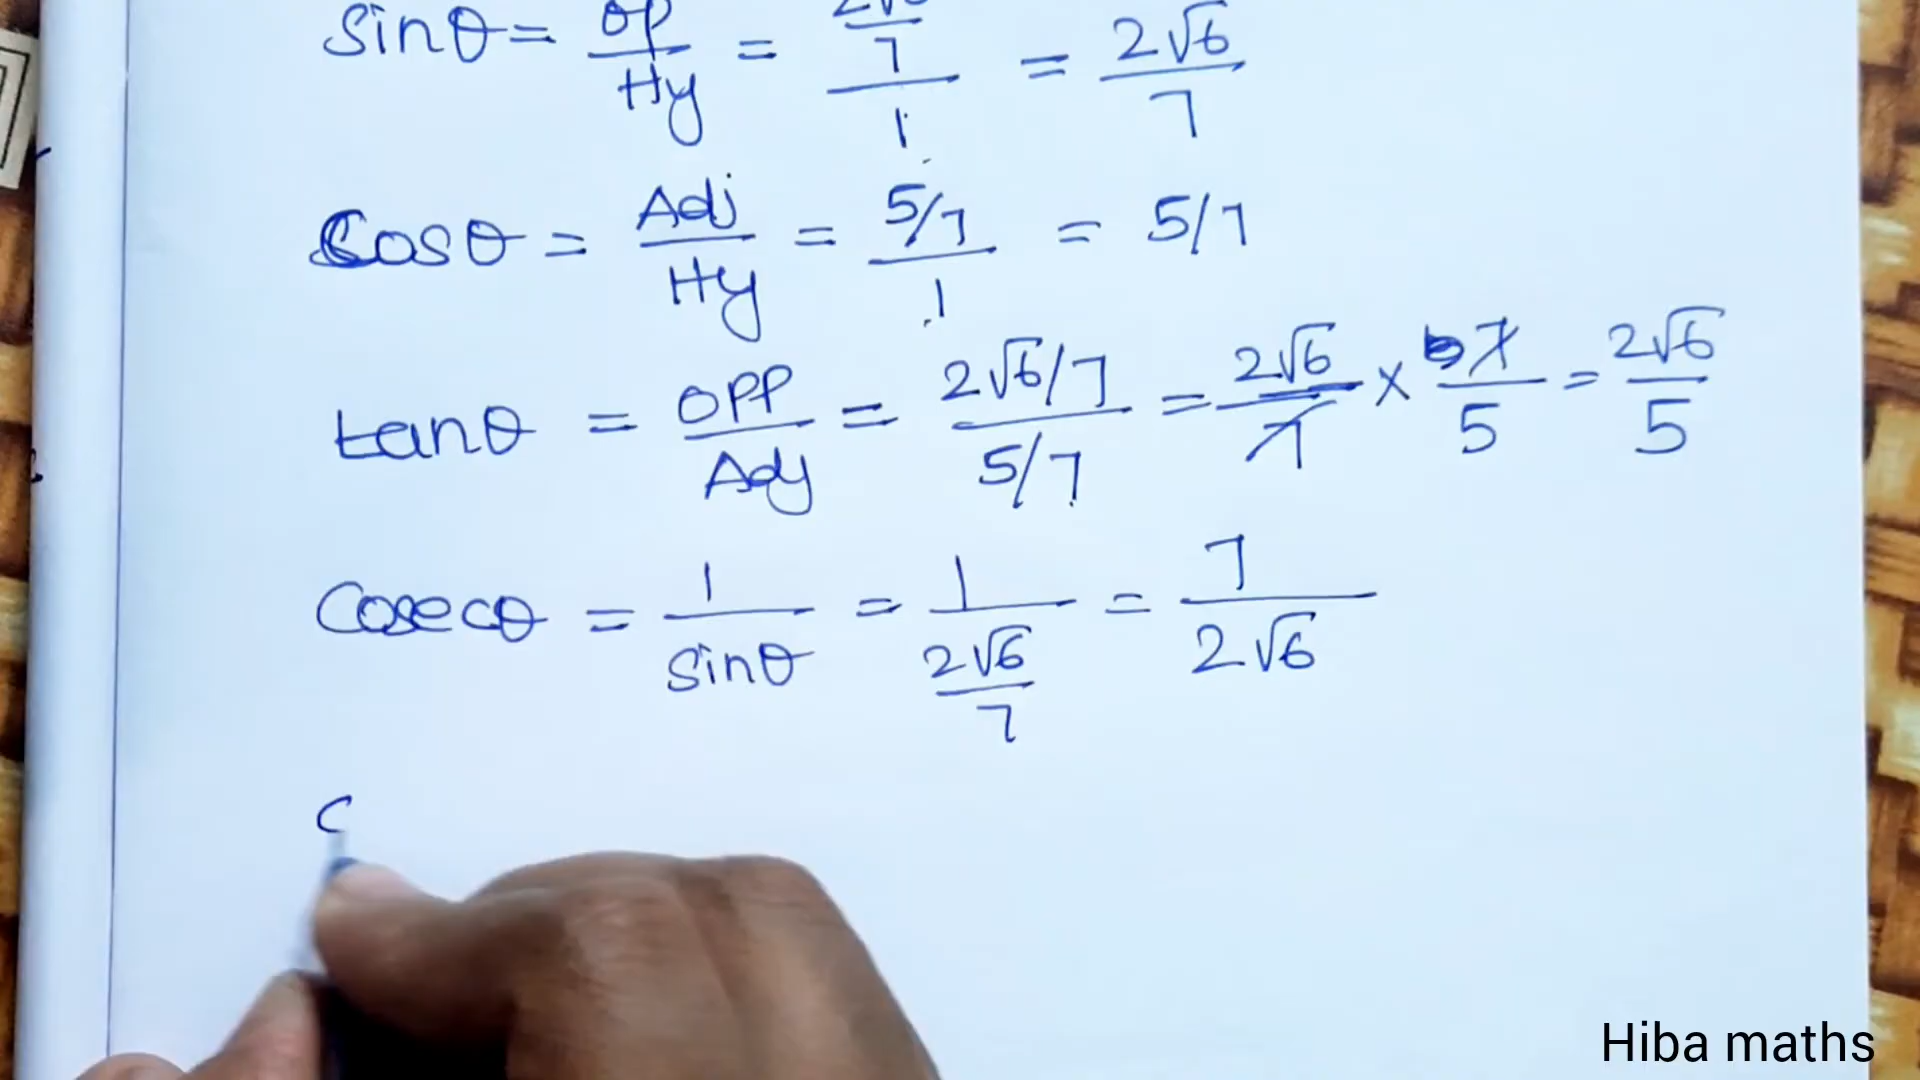 sinθ = op/Hy = 2√6/7/1 = 2√6/7
Cosθ = Adj/Hy = 5/7/1 = 5/7
tanθ = OPP/Adj = 2√6/7/5/7 = 2√6/7 × 7/5 = 2√6/5
Cosecθ = 1/sinθ = 1/2√6/7 = 7/2√6
S
Hiba maths